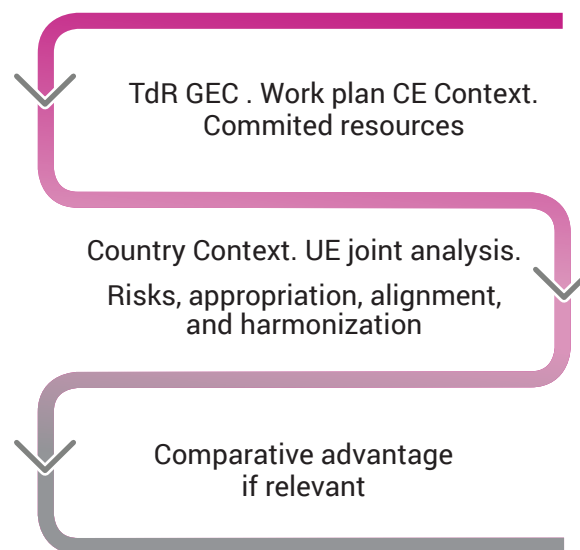 TdR GEC . Work plan CE Context.
Commited resources
Country Context. UE joint analysis.
Risks, appropriation, alignment,
and harmonization
Comparative advantage
if relevant